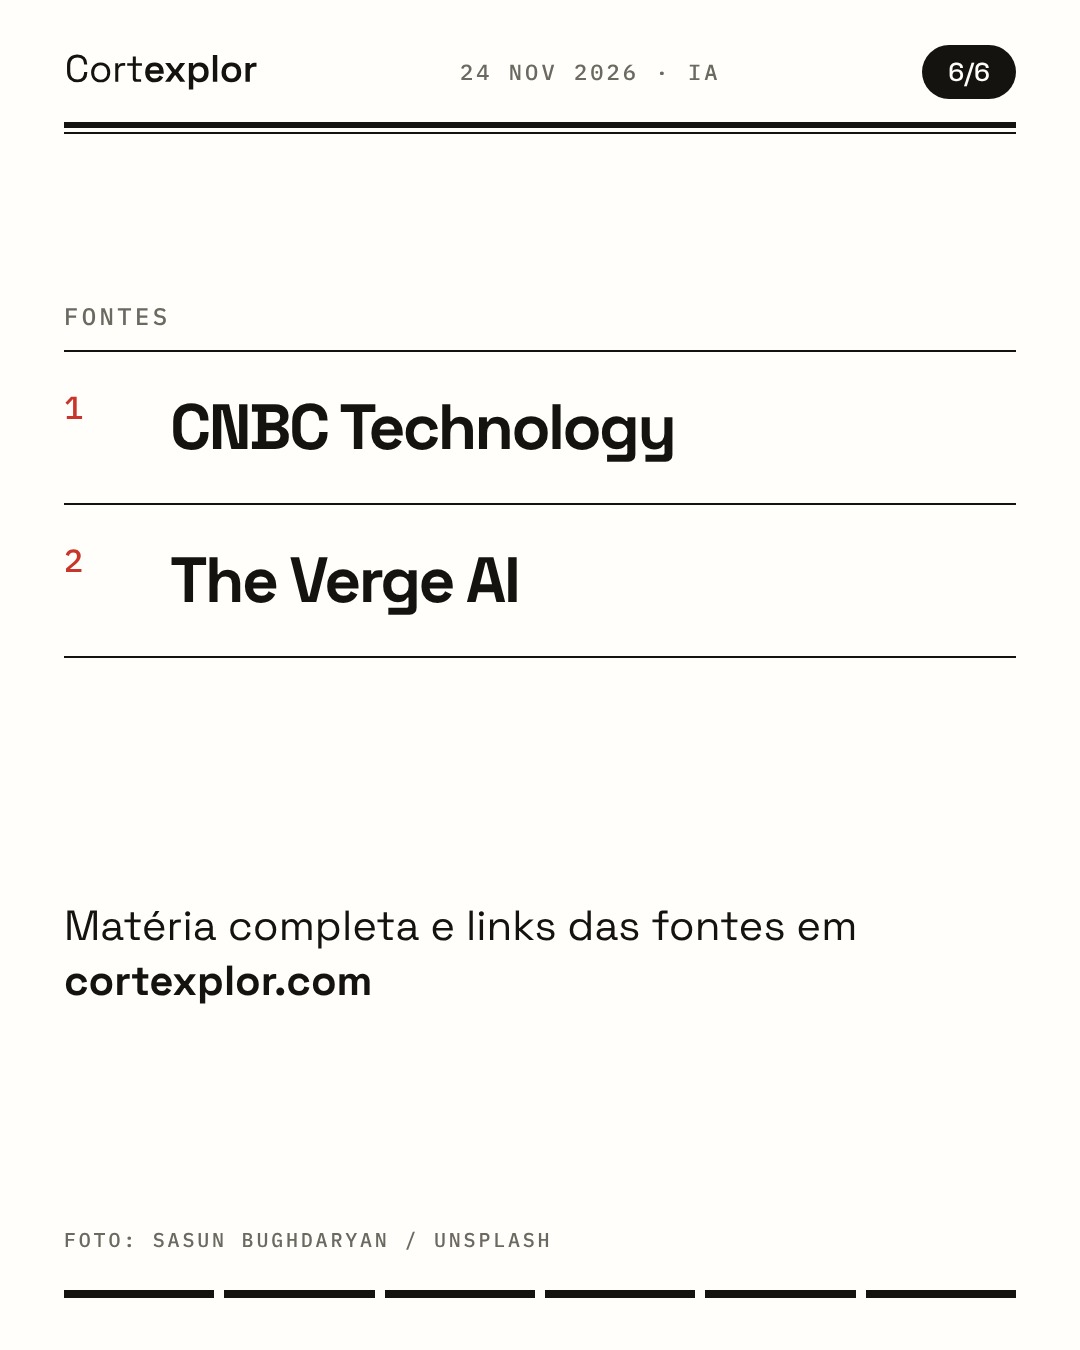 Cortexplor
24 NOV 2026 · IA
6/6
FONTES
1
CNBC Technology
2
The Verge AI
Matéria completa e links das fontes em
cortexplor.com
FOTO: SASUN BUGHDARYAN / UNSPLASH